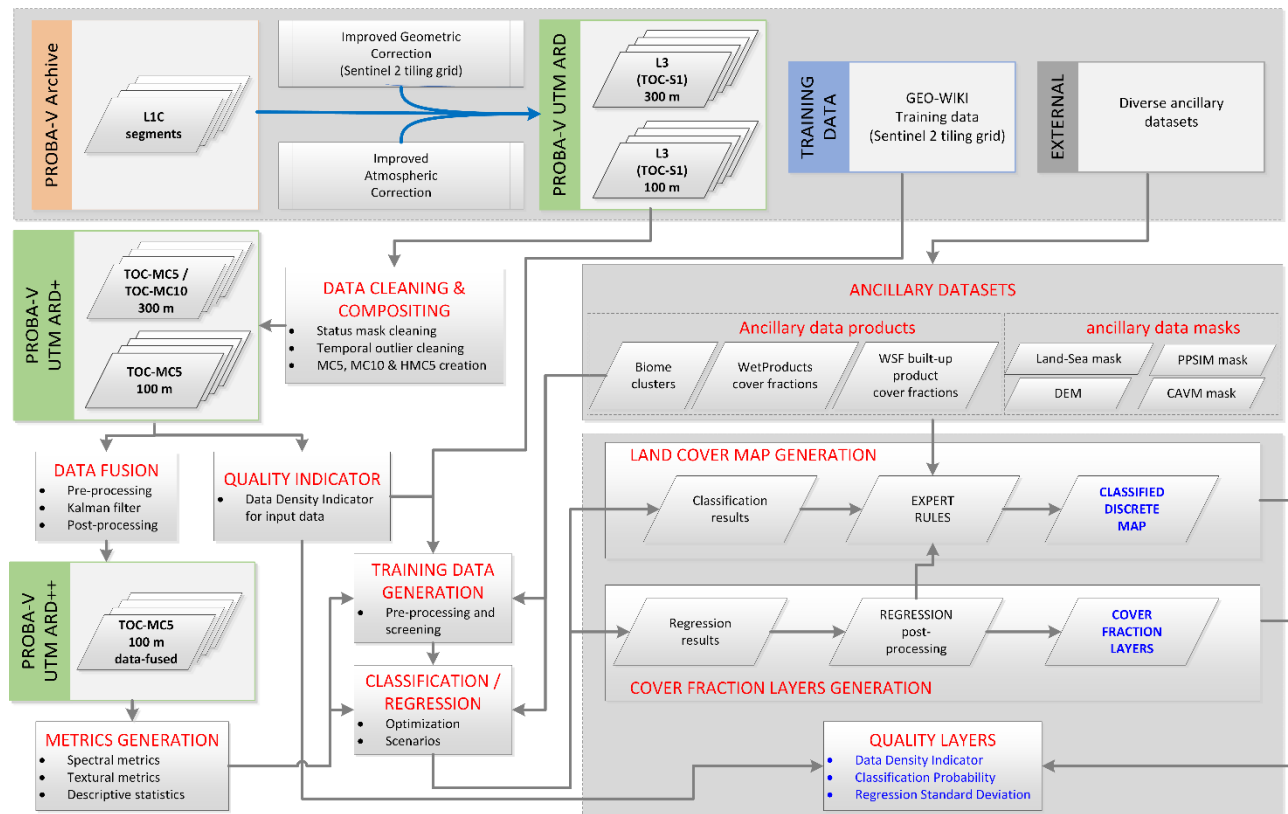 PROBA-V Archive
L1C
segments
Improved Geometric
Correction
(Sentinel 2 tiling grid)
Improved
Atmospheric
Correction
PROBA-V UTM ARD
L3
(TOC-S1)
300 m
L3
(TOC-S1)
100 m
TRAINING
DATA
GEO-WIKI
Training data
(Sentinel 2 tiling grid)
EXTERNAL
Diverse ancillary
datasets
PROBA-V
UTM ARD+
TOC-MC5 /
TOC-MC10
300 m
TOC-MC5
100 m
DATA CLEANING &
COMPOSITING
• Status mask cleaning
• Temporal outlier cleaning
• MC5, MC10 & HMC5 creation
ANCILLARY DATASETS
Ancillary data products
Biome
clusters
WetProducts
cover fractions
WSF built-up
product
cover fractions
ancillary data masks
Land-Sea mask
PPSIM mask
DEM
CAVM mask
DATA FUSION
• Pre-processing
• Kalman filter
• Post-processing
QUALITY INDICATOR
• Data Density Indicator
for input data
LAND COVER MAP GENERATION
Classification
results
EXPERT
RULES
CLASSIFIED
DISCRETE
MAP
PROBA-V
UTM ARD++
TOC-MC5
100 m
data-fused
TRAINING DATA
GENERATION
• Pre-processing and
screening
Regression
results
REGRESSION
post-
processing
COVER
FRACTION
LAYERS
COVER FRACTION LAYERS GENERATION
CLASSIFICATION /
REGRESSION
• Optimization
• Scenarios
METRICS GENERATION
• Spectral metrics
• Textural metrics
• Descriptive statistics
QUALITY LAYERS
• Data Density Indicator
• Classification Probability
• Regression Standard Deviation